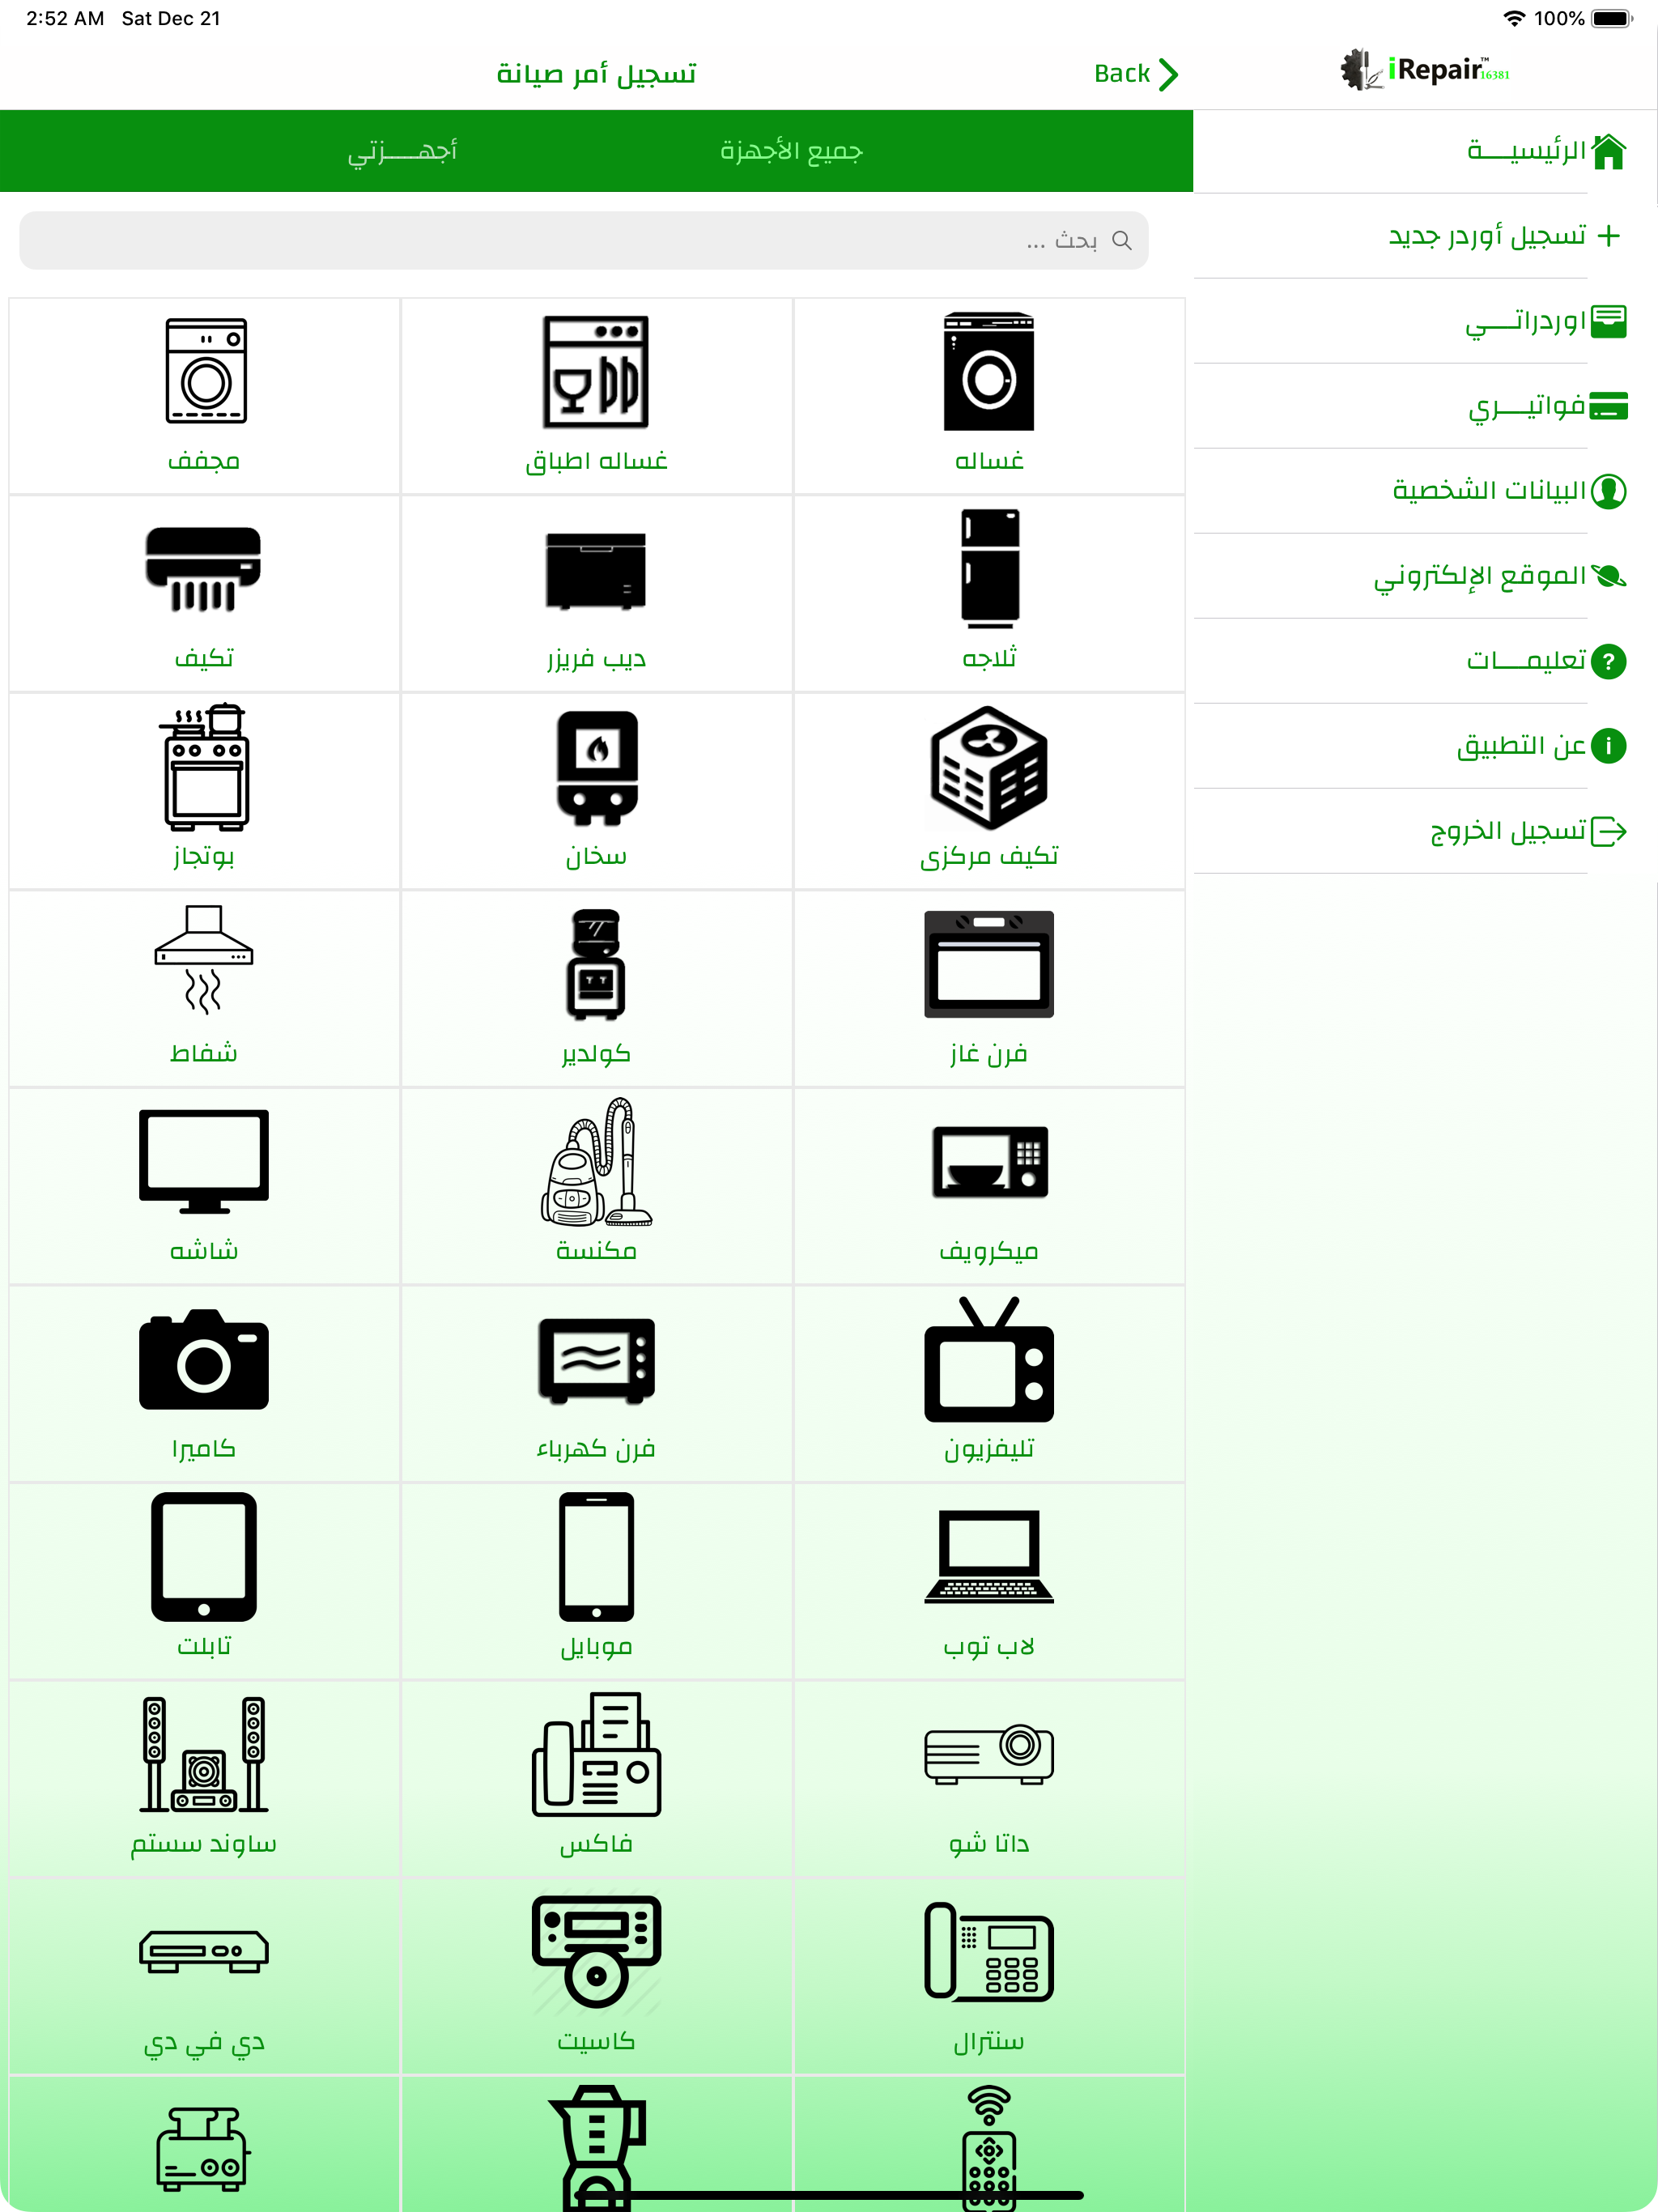 2:52 AM Sat Dec 21
100%
iRepair™ 16381
Back
تسجيل أمر صيانة
الرئيسيـــة
تسجيل أوردر جديد
اوردراتـــي
فواتيـــري
البيانات الشخصية
الموقع الإلكتروني
تعليمـــات
عن التطبيق
تسجيل الخروج
جميع الأجهزة
أجهـــزتي
بحث ...
غساله
غساله اطباق
مجفف
ثلاجه
ديب فريزر
تكيف
تكيف مركزى
سخان
بوتجاز
فرن غاز
كولدير
شفاط
ميكرويف
مكنسة
شاشه
تليفزيون
فرن كهرباء
كاميرا
لاب توب
موبايل
تابلت
داتا شو
فاكس
ساوند سستم
سنترال
كاسيت
دي في دي